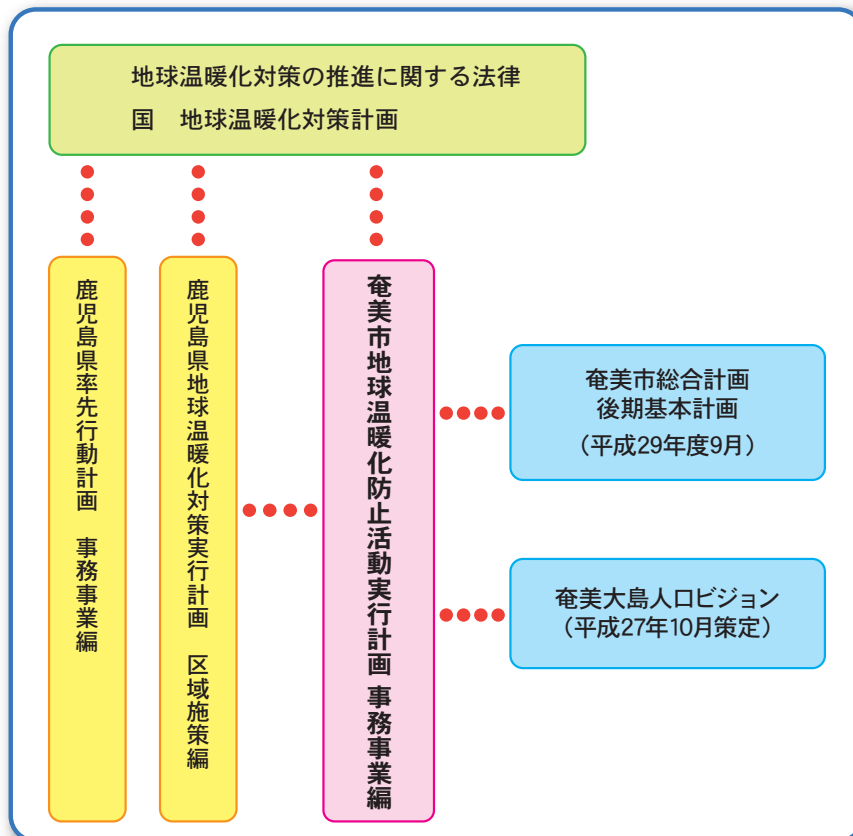 地球温暖化対策の推進に関する法律
国　地球温暖化対策計画
鹿児島県率先行動計画　事務事業編
鹿児島県地球温暖化対策実行計画　区域施策編
奄美市地球温暖化防止活動実行計画 事務事業編
奄美市総合計画
後期基本計画
（平成29年度9月）
奄美大島人口ビジョン
（平成27年10月策定）